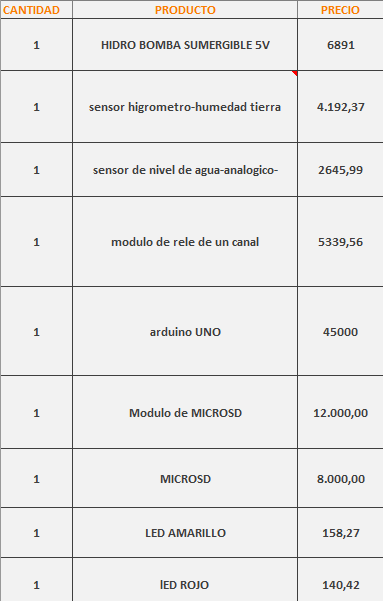 CANTIDAD PRODUCTO PRECIO
1 HIDRO BOMBA SUMERGIBLE 5V 6891
1 sensor higrometro-humedad tierra 4.192,37
1 sensor de nivel de agua-analogico- 2645,99
1 modulo de rele de un canal 5339,56
1 arduino UNO 45000
1 Modulo de MICROSD 12.000,00
1 MICROSD 8.000,00
1 LED AMARILLO 158,27
1 lED ROJO 140,42